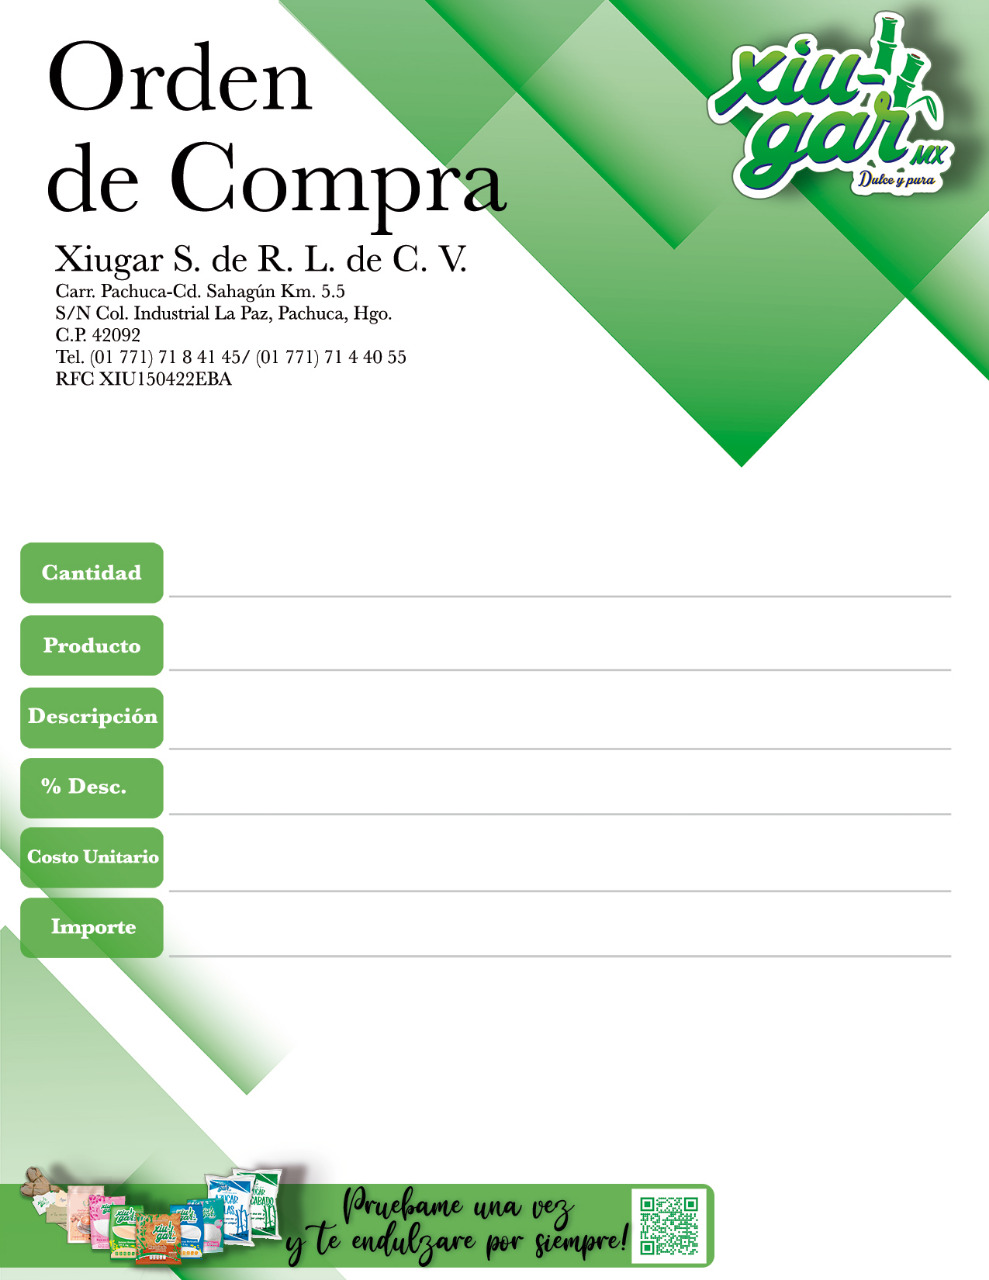 Orden
de Compra
xiu-
gar MX
Dulce y pura
Xiugar S. de R. L. de C. V.
Carr. Pachuca-Cd. Sahagún Km. 5.5
S/N Col. Industrial La Paz, Pachuca, Hgo.
C.P. 42092
Tel. (01 771) 71 8 41 45/ (01 771) 71 4 40 55
RFC XIU150422EBA
Cantidad
Producto
Descripción
% Desc.
Costo Unitario
Importe
Pruebame una vez
y te endulzare por siempre!
xiu-
gar